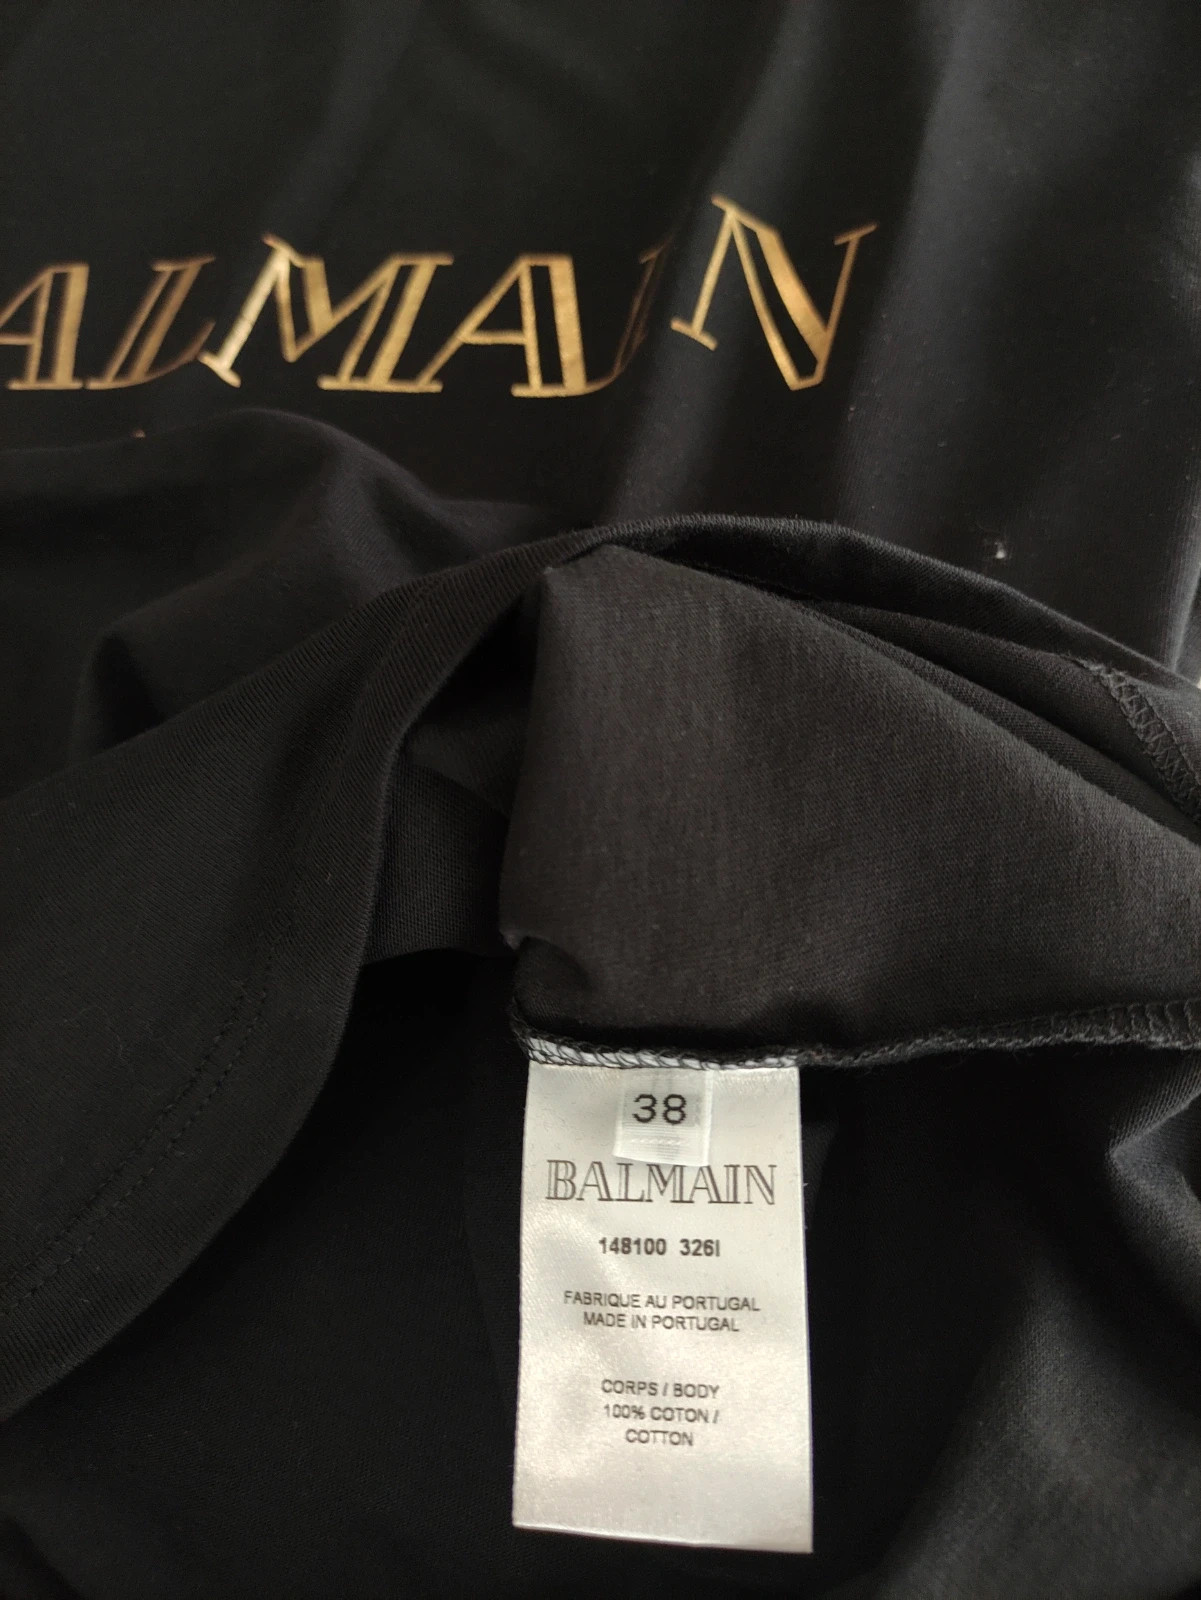 ALMAIN
38
BALMAIN
148100 326I
FABRIQUE AU PORTUGAL
MADE IN PORTUGAL
CORPS / BODY
100% COTON /
COTTON